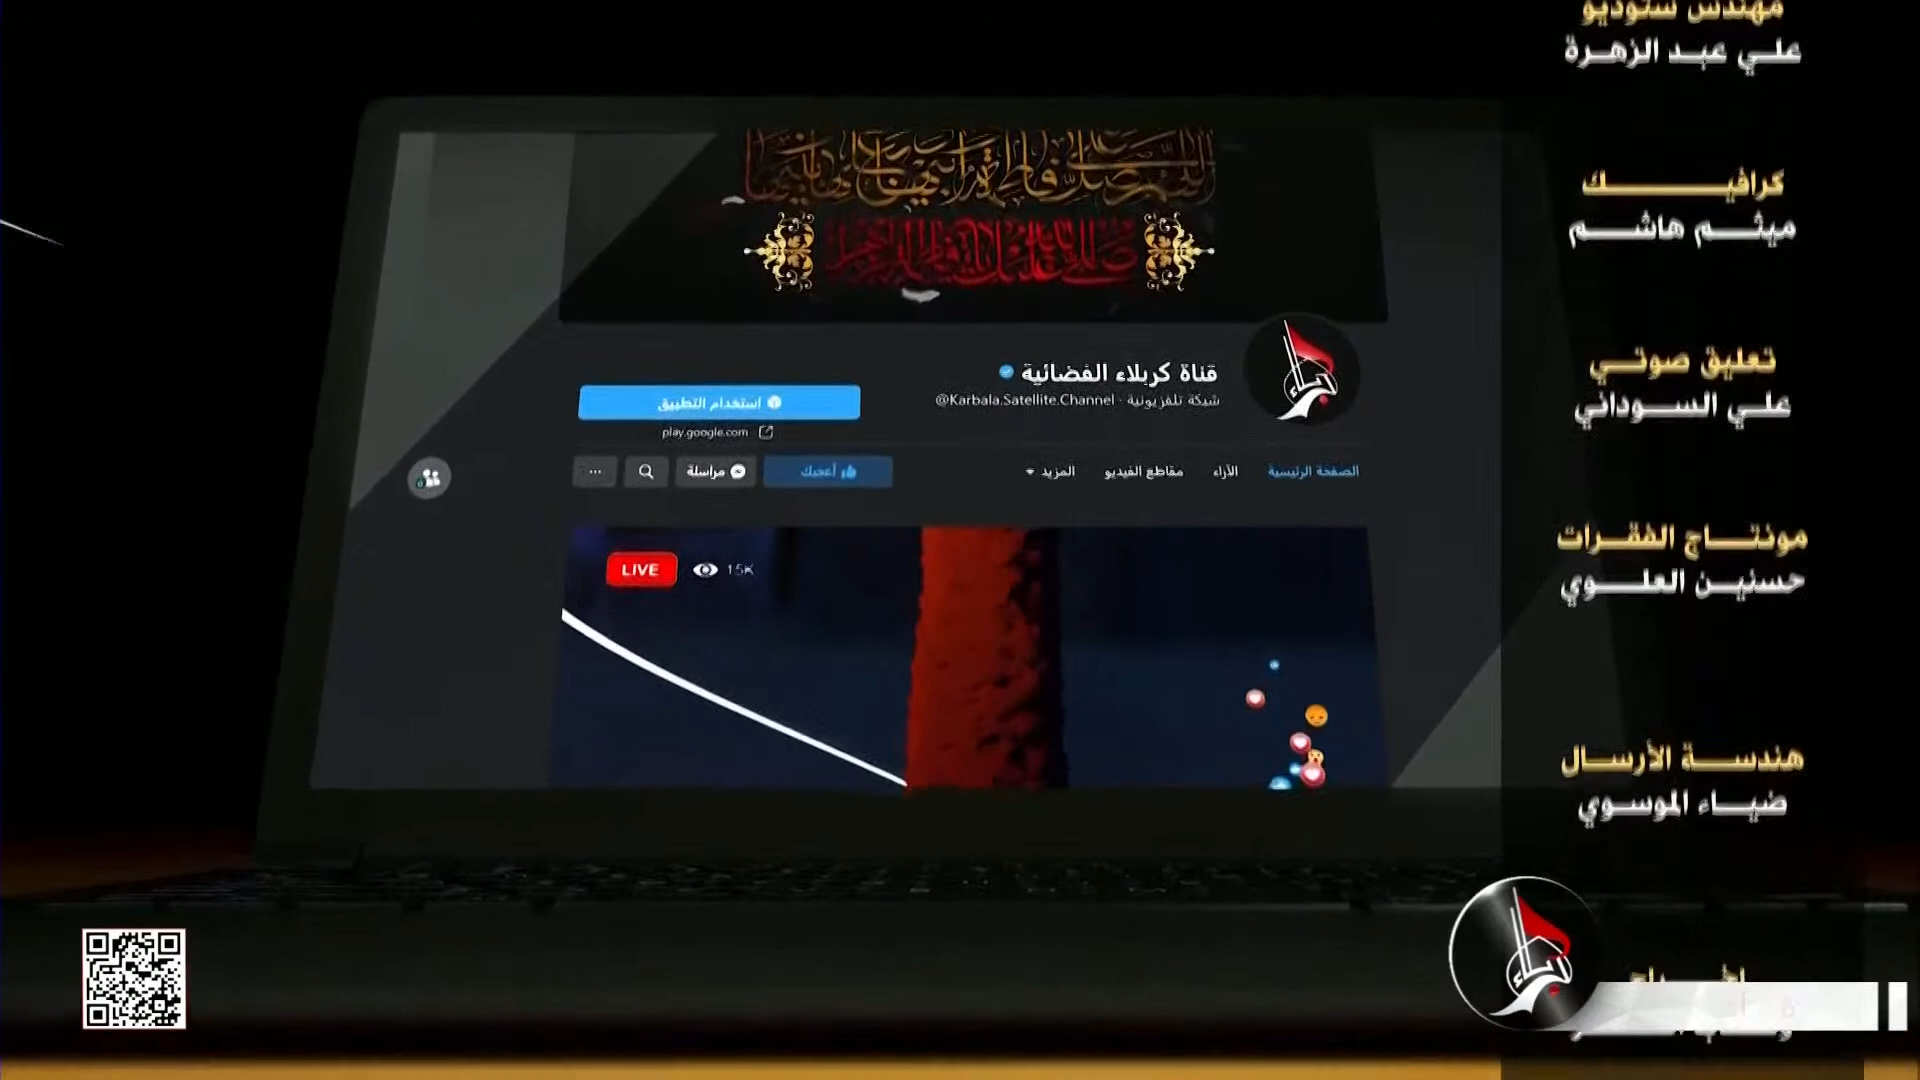 مهندس ستوديو
علي عبد الزهرة
كرافيك
ميثم هاشم
تعليق صوتي
علي السوداني
مونتاج الفقرات
حسنين العلوي
هندسة الأرسال
ضياء الموسوي
قناة كربلاء الفضائية
شبكة تلفزيونية · @Karbala.Satellite.Channel
استخدام التطبيق
play.google.com
الصفحة الرئيسية
الآراء
مقاطع الفيديو
المزيد
أعجبك
مراسلة
LIVE 15K
كربلاء